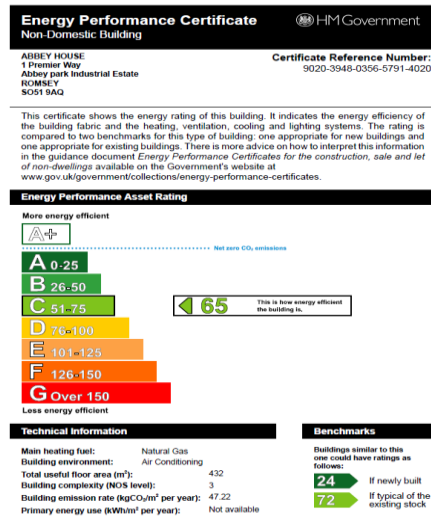 Energy Performance Certificate
HM Government
Non-Domestic Building
ABBEY HOUSE
1 Premier Way
Abbey park Industrial Estate
ROMSEY
SO51 9AQ
Certificate Reference Number:
9020-3948-0356-5791-4020
This certificate shows the energy rating of this building. It indicates the energy efficiency of
the building fabric and the heating, ventilation, cooling and lighting systems. The rating is
compared to two benchmarks for this type of building: one appropriate for new buildings and
one appropriate for existing buildings. There is more advice on how to interpret this information
in the guidance document Energy Performance Certificates for the construction, sale and let
of non-dwellings available on the Government's website at
www.gov.uk/government/collections/energy-performance-certificates.
Energy Performance Asset Rating
More energy efficient
A+
Net zero CO₂ emissions
A 0-25
B 26-50
C 51-75
65
This is how energy efficient
the building is.
D 76-100
E 101-125
F 126-150
G Over 150
Less energy efficient
Technical Information
Main heating fuel: Natural Gas
Building environment: Air Conditioning
Total useful floor area (m²): 432
Building complexity (NOS level): 3
Building emission rate (kgCO₂/m² per year): 47.22
Primary energy use (kWh/m² per year): Not available
Benchmarks
Buildings similar to this
one could have ratings as
follows:
24 If newly built
72 If typical of the
existing stock